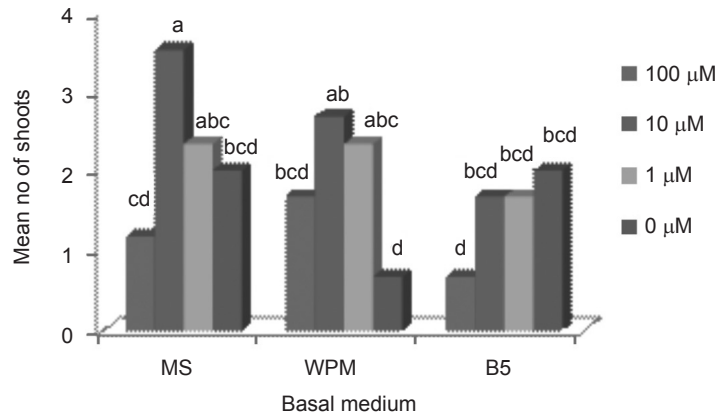 Mean no of shoots
4
3
2
1
0
a
abc
bcd
cd
ab
abc
bcd
d
bcd
bcd
bcd
d
MS
WPM
B5
Basal medium
100 µM
10 µM
1 µM
0 µM